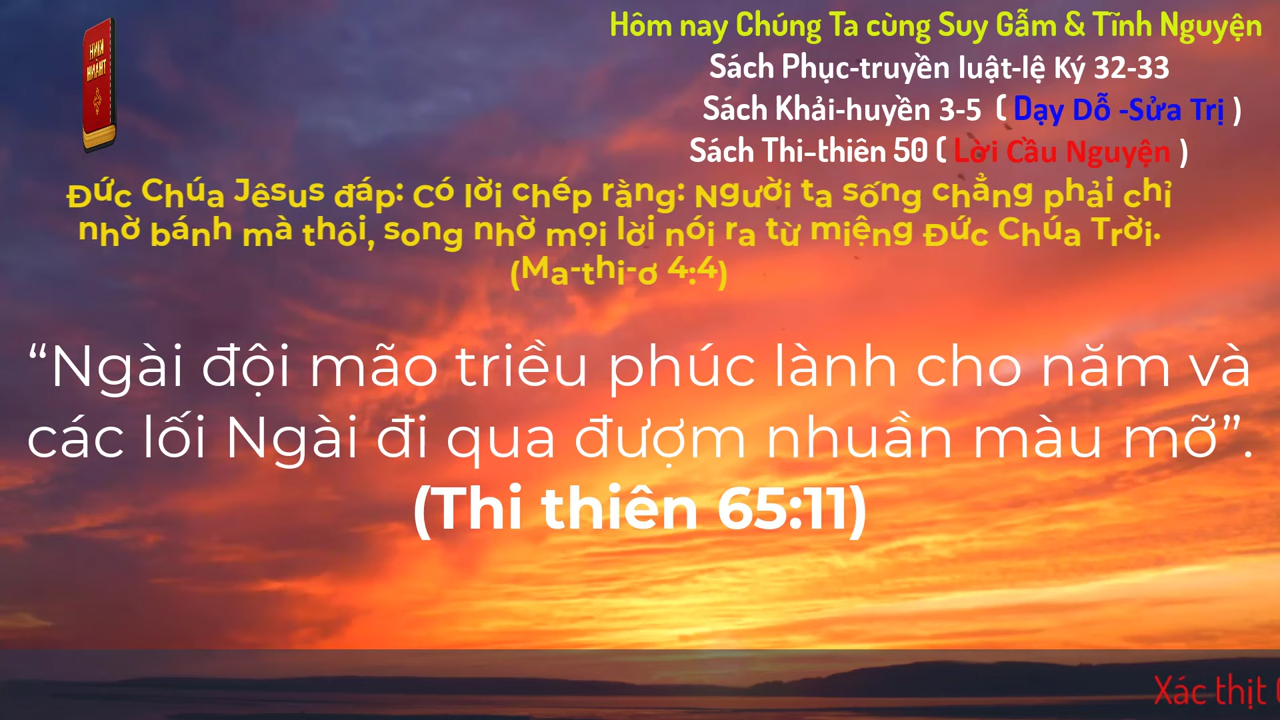 Hôm nay Chúng Ta cùng Suy Gẫm & Tĩnh Nguyện
Sách Phục-truyền luật-lệ Ký 32-33
Sách Khải-huyền 3-5 ( Dạy Dỗ -Sửa Trị )
Sách Thi-thiên 50 ( Lời Cầu Nguyện )
Đức Chúa Jêsus đáp: Có lời chép rằng: Người ta sống chẳng phải chỉ
nhờ bánh mà thôi, song nhờ mọi lời nói ra từ miệng Đức Chúa Trời.
(Ma-thi-ơ 4:4)
“Ngài đội mão triều phúc lành cho năm và
các lối Ngài đi qua đượm nhuần màu mỡ”.
(Thi thiên 65:11)
Xác thịt